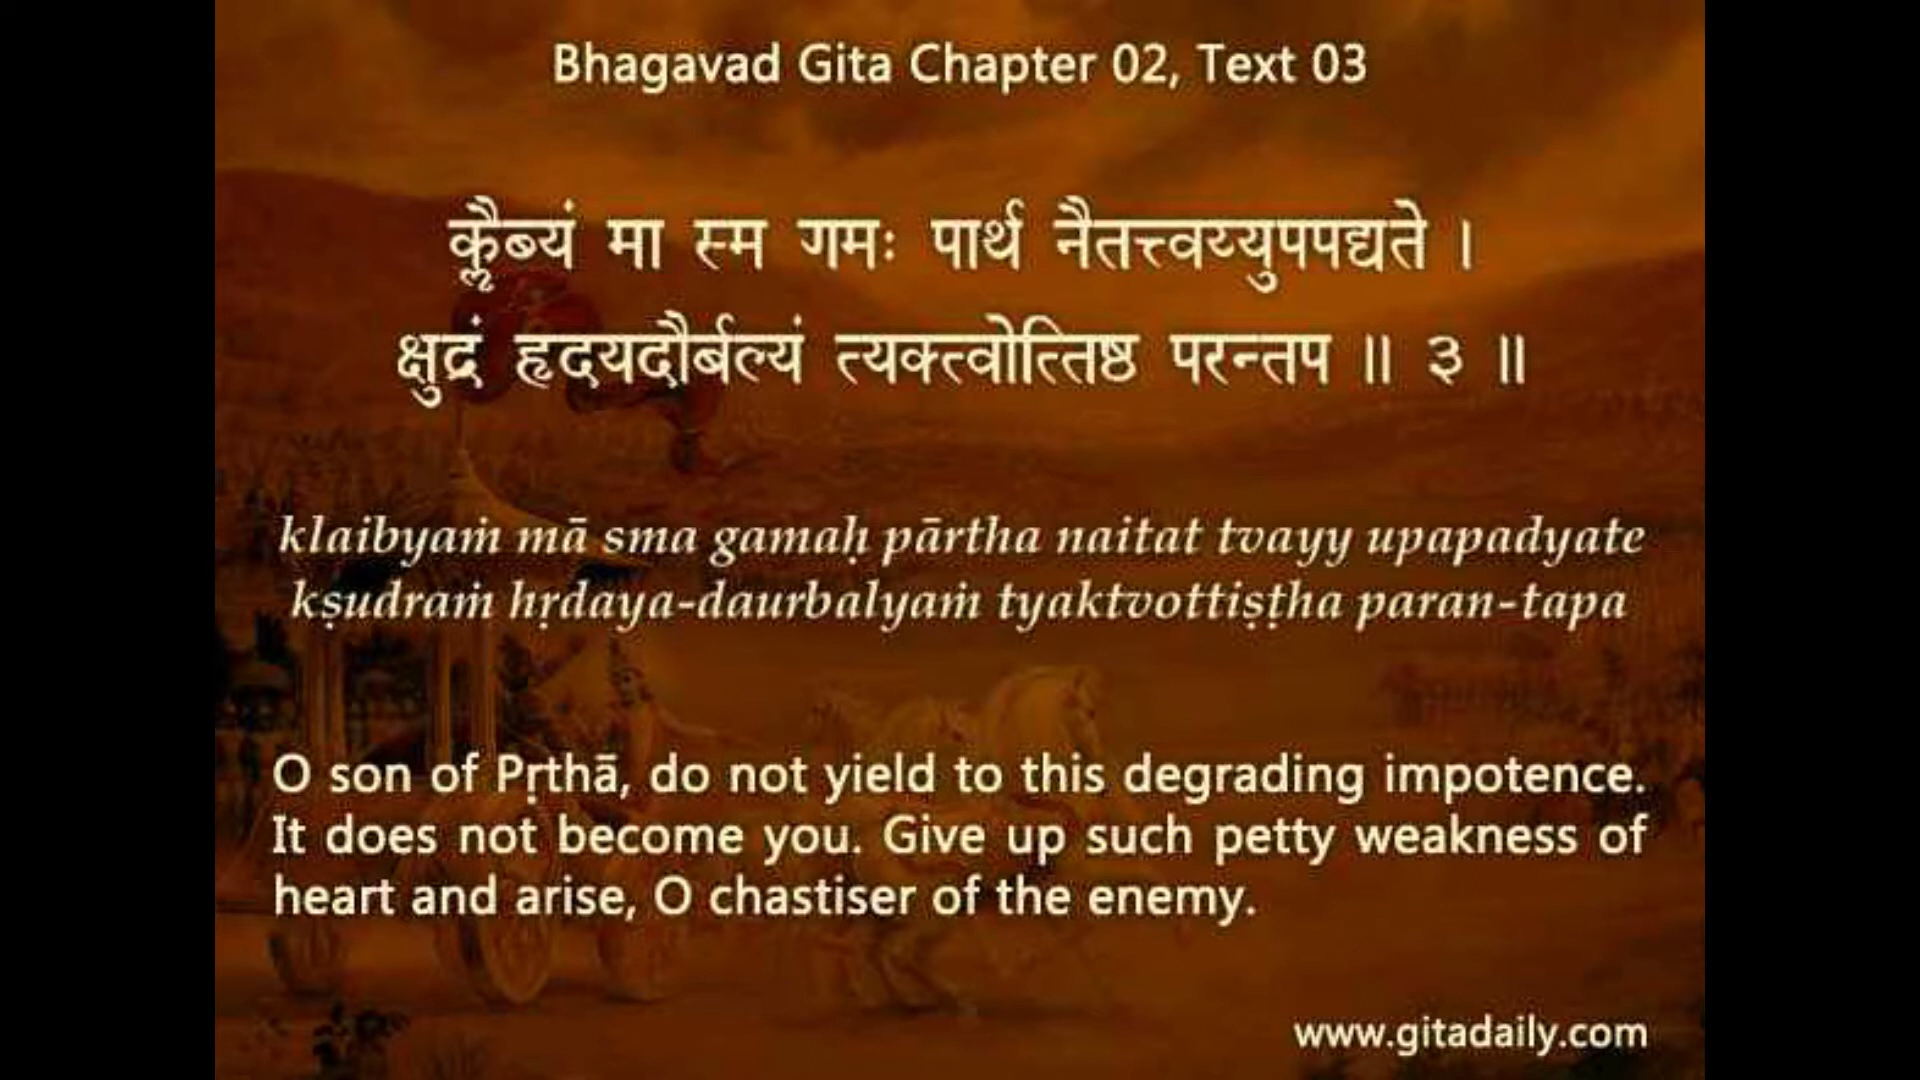 Bhagavad Gita Chapter 02, Text 03
क्लैब्यं मा स्म गमः पार्थ नैतत्त्वय्युपपद्यते ।
क्षुद्रं हृदयदौर्बल्यं त्यक्त्वोत्तिष्ठ परन्तप ॥ ३ ॥
klaibyaṁ mā sma gamaḥ pārtha naitat tvayy upapadyate
kṣudraṁ hṛdaya-daurbalyaṁ tyaktvottiṣṭha paran-tapa
O son of Pṛthā, do not yield to this degrading impotence.
It does not become you. Give up such petty weakness of
heart and arise, O chastiser of the enemy.
www.gitadaily.com